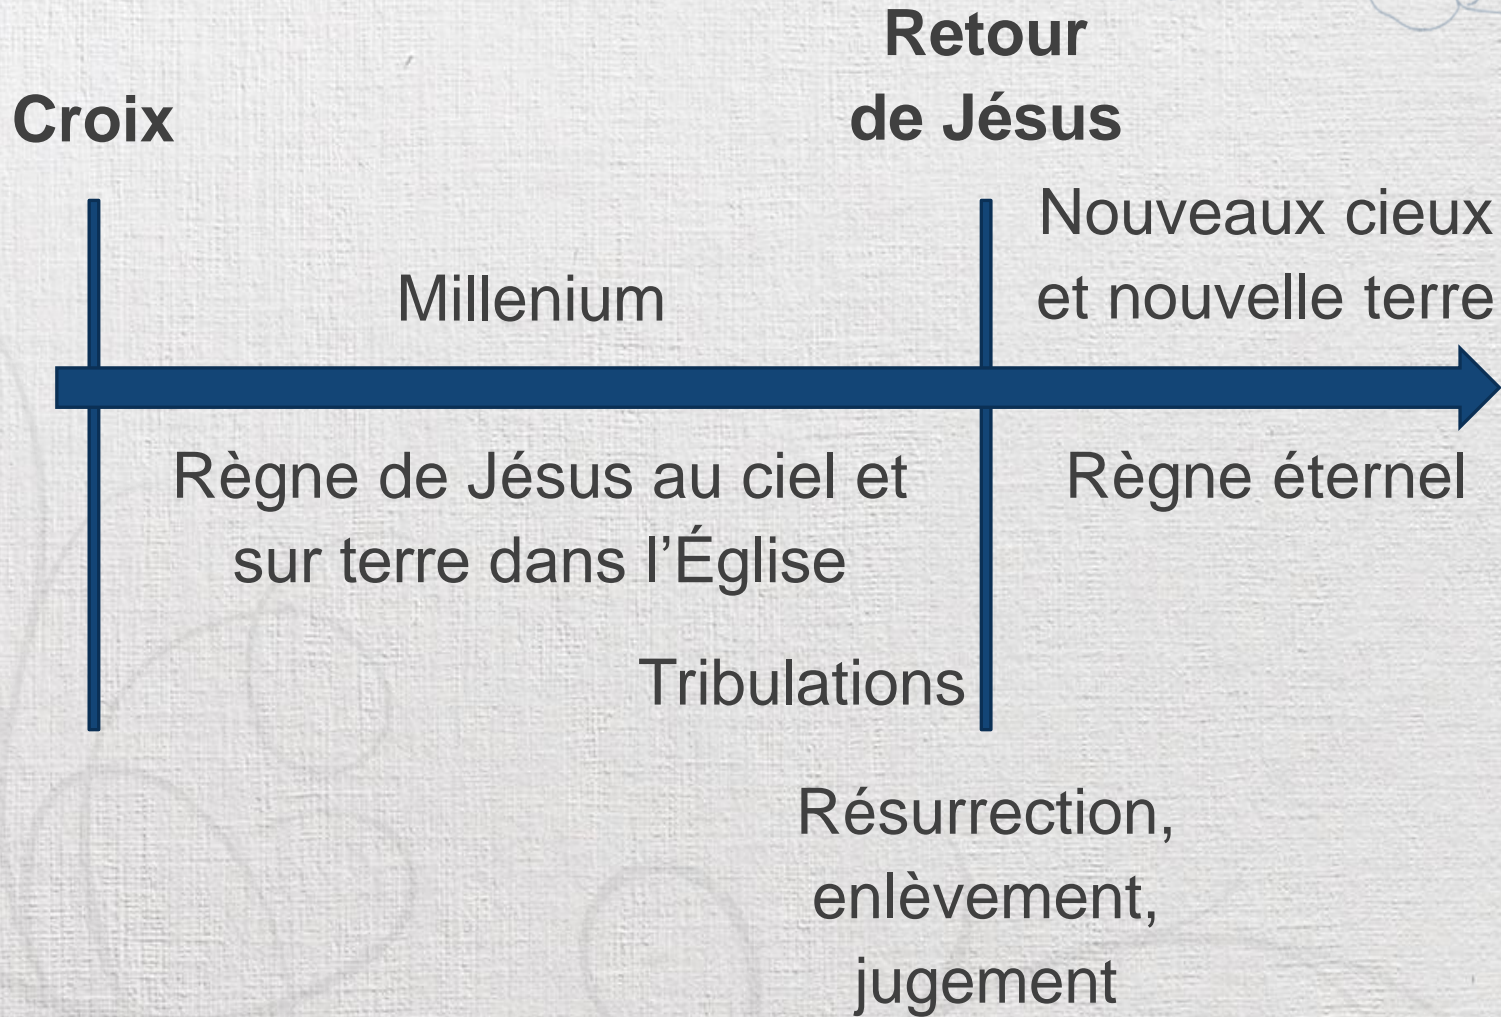 Croix
Retour
de Jésus
Nouveaux cieux
et nouvelle terre
Millenium
Règne de Jésus au ciel et
sur terre dans l’Église
Règne éternel
Tribulations
Résurrection,
enlèvement,
jugement